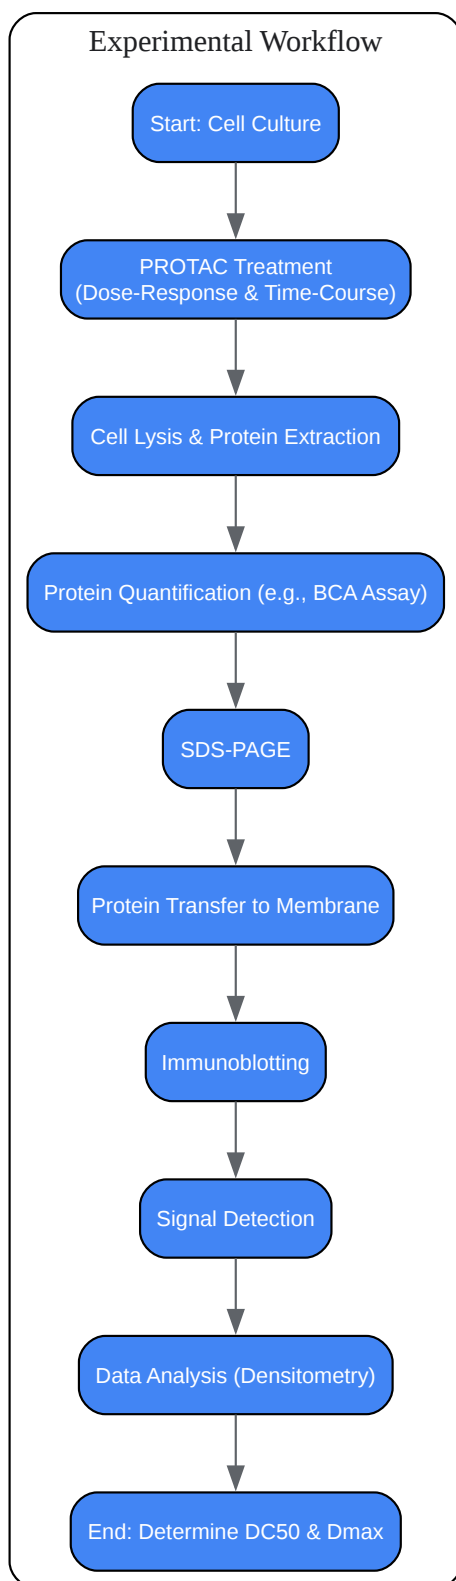 Experimental Workflow
Start: Cell Culture
PROTAC Treatment
(Dose-Response & Time-Course)
Cell Lysis & Protein Extraction
Protein Quantification (e.g., BCA Assay)
SDS-PAGE
Protein Transfer to Membrane
Immunoblotting
Signal Detection
Data Analysis (Densitometry)
End: Determine DC50 & Dmax